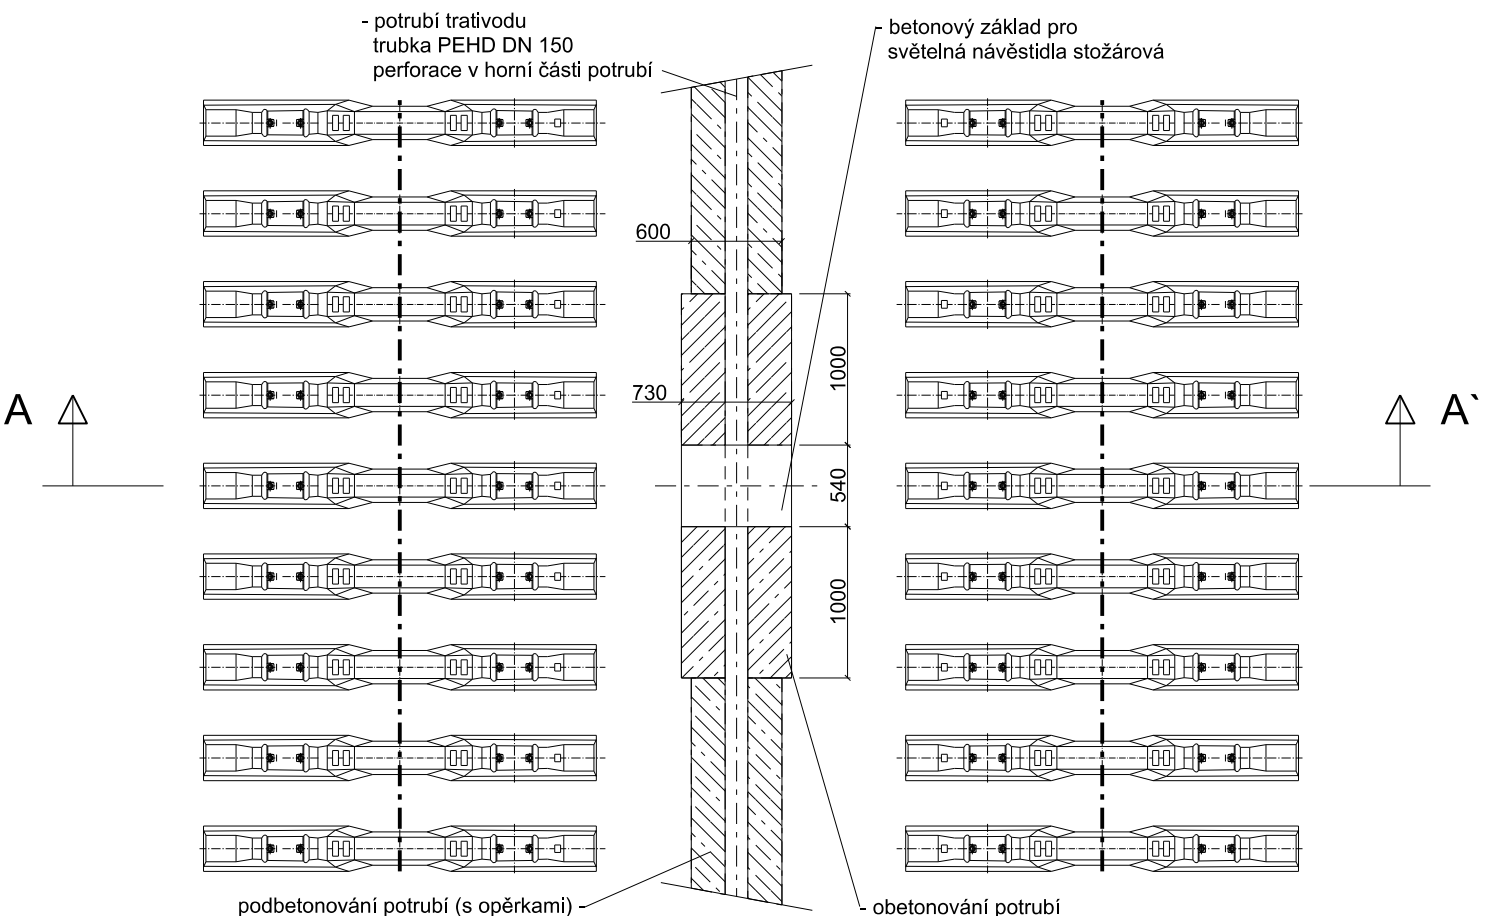 - potrubí trativodu
trubka PEHD DN 150
perforace v horní části potrubí
- betonový základ pro
světelná návěstidla stožárová
600
1000
730
A
A`
540
1000
podbetonování potrubí (s opěrkami) -
- obetonování potrubí